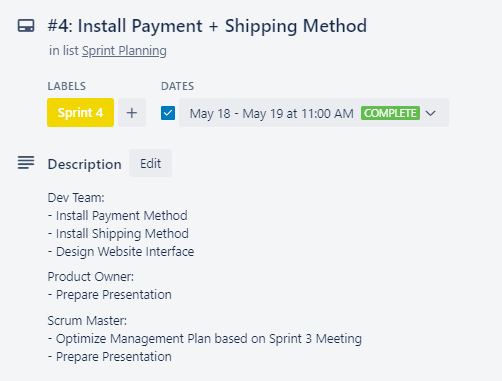 #4: Install Payment + Shipping Method
in list Sprint Planning
LABELS
DATES
Sprint 4
+
May 18 - May 19 at 11:00 AM COMPLETE
Description Edit
Dev Team:
- Install Payment Method
- Install Shipping Method
- Design Website Interface
Product Owner:
- Prepare Presentation
Scrum Master:
- Optimize Management Plan based on Sprint 3 Meeting
- Prepare Presentation